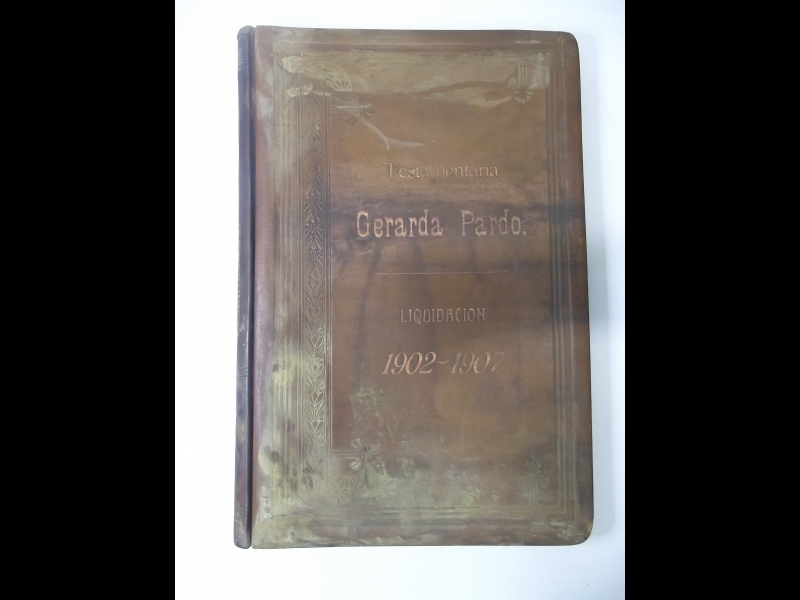 Testamentaria
Gerarda Pardo.
LIQUIDACION
1902-1907